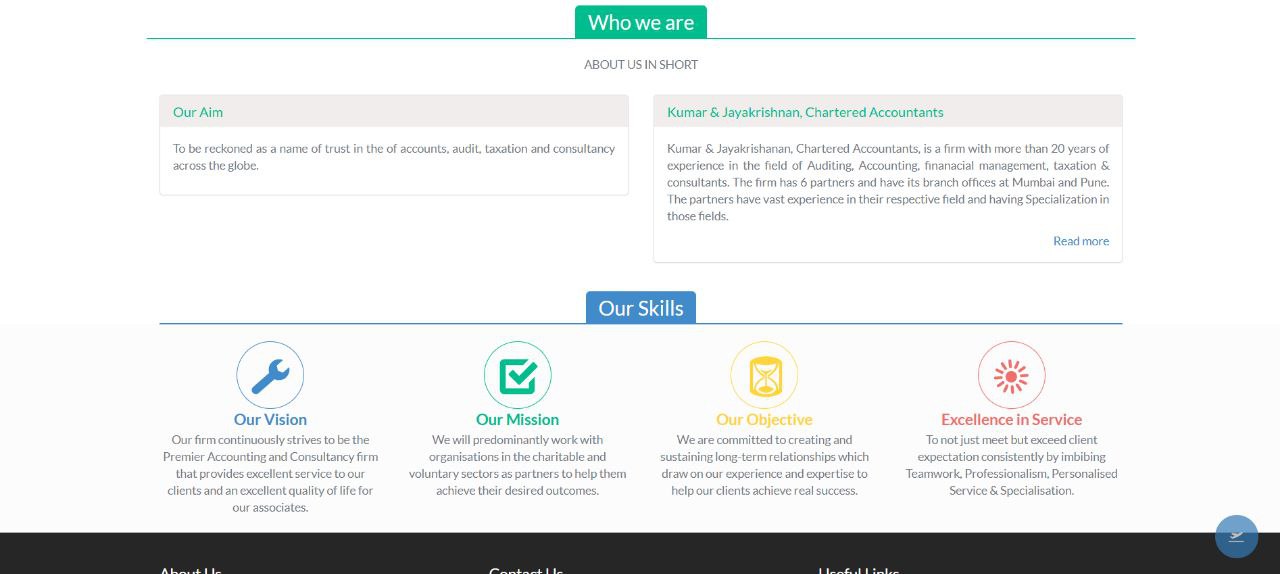 Who we are
ABOUT US IN SHORT
Our Aim
To be reckoned as a name of trust in the of accounts, audit, taxation and consultancy
across the globe.
Kumar & Jayakrishnan, Chartered Accountants
Kumar & Jayakrishanan, Chartered Accountants, is a firm with more than 20 years of
experience in the field of Auditing, Accounting, finanacial management, taxation &
consultants. The firm has 6 partners and have its branch offices at Mumbai and Pune.
The partners have vast experience in their respective field and having Specialization in
those fields.
Read more
Our Skills
Our Vision
Our firm continuously strives to be the
Premier Accounting and Consultancy firm
that provides excellent service to our
clients and an excellent quality of life for
our associates.
Our Mission
We will predominantly work with
organisations in the charitable and
voluntary sectors as partners to help them
achieve their desired outcomes.
Our Objective
We are committed to creating and
sustaining long-term relationships which
draw on our experience and expertise to
help our clients achieve real success.
Excellence in Service
To not just meet but exceed client
expectation consistently by imbibing
Teamwork, Professionalism, Personalised
Service & Specialisation.
About Us
Contact Us
Useful Links